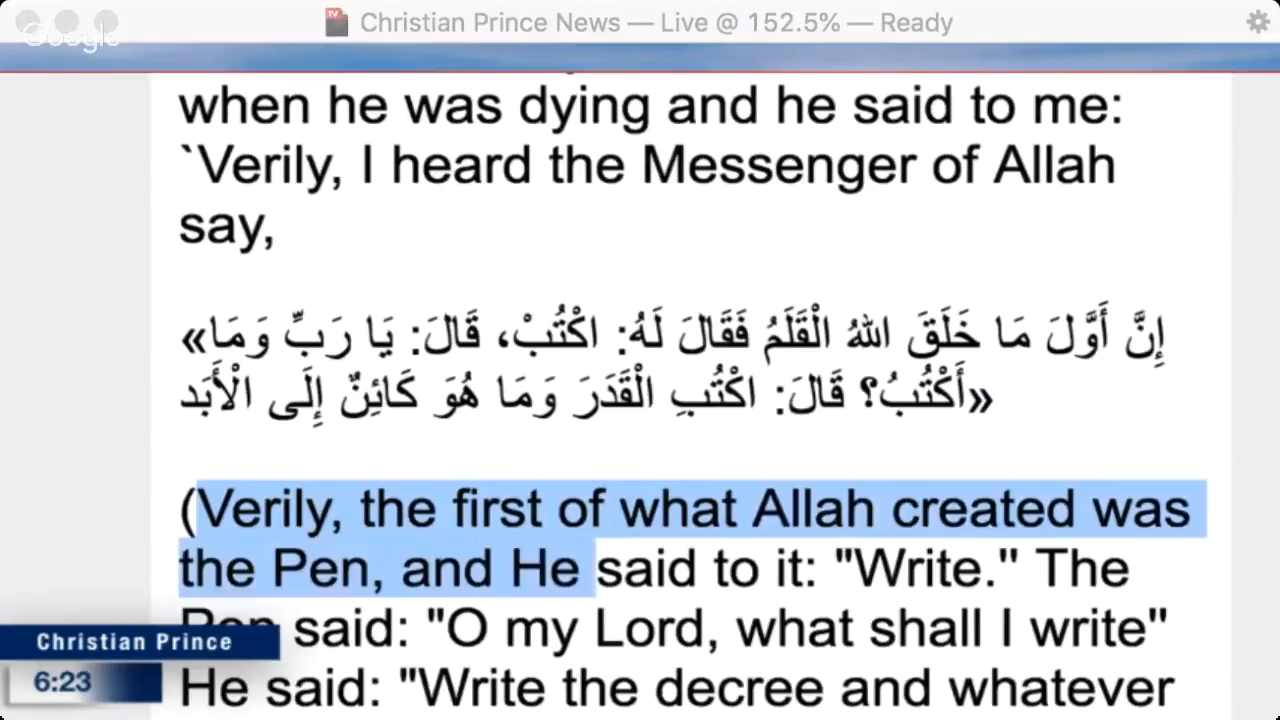 Christian Prince News — Live @ 152.5% — Ready
Google
when he was dying and he said to me:
`Verily, I heard the Messenger of Allah
say,
«إِنَّ أَوَّلَ مَا خَلَقَ اللهُ الْقَلَمُ فَقَالَ لَهُ: اكْتُبْ، قَالَ: يَا رَبِّ وَمَا
أَكْتُبُ؟ قَالَ: اكْتُبِ الْقَدَرَ وَمَا هُوَ كَائِنٌ إِلَى الْأَبَد»
(Verily, the first of what Allah created was
the Pen, and He said to it: "Write." The
Pen said: "O my Lord, what shall I write"
He said: "Write the decree and whatever
Christian Prince
6:23